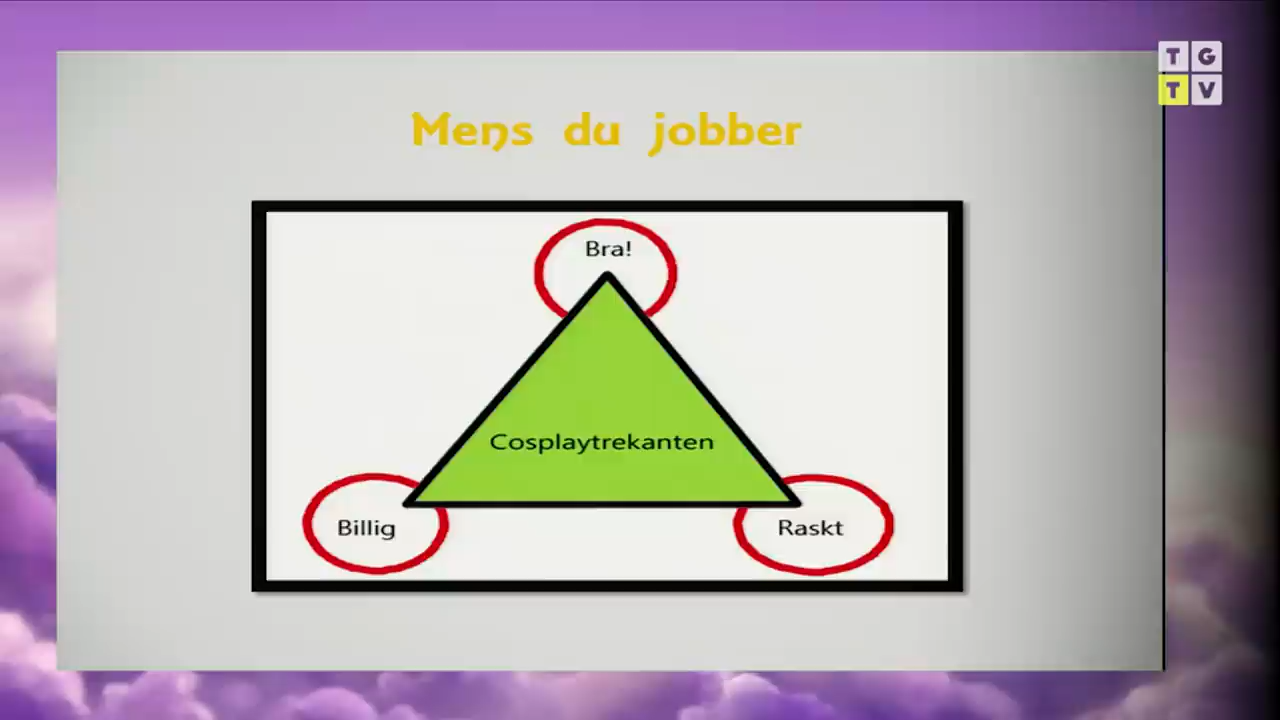 TG
TV
Mens du jobber
Bra!
Cosplaytrekanten
Billig
Raskt